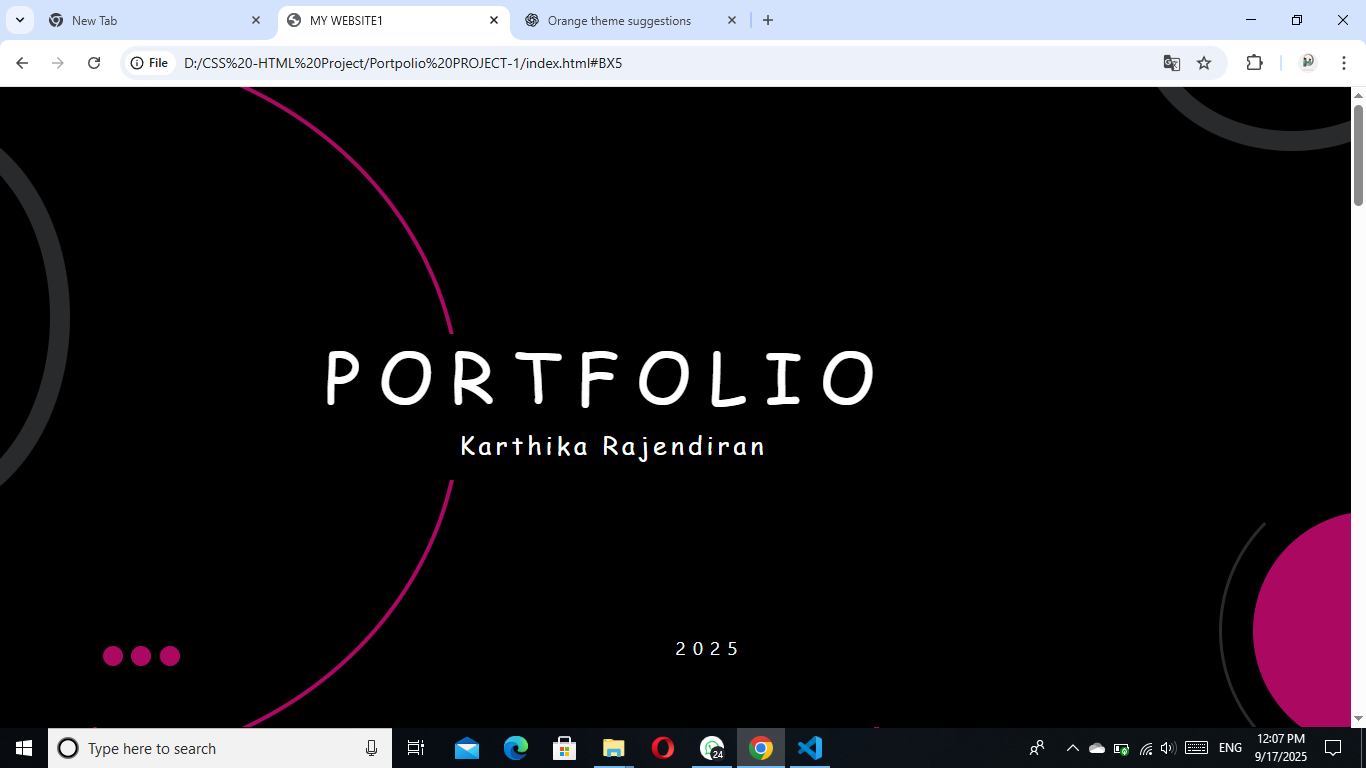 New Tab
MY WEBSITE1
Orange theme suggestions
File
D:/CSS%20-HTML%20Project/Portpolio%20PROJECT-1/index.html#BX5
PORTFOLIO
Karthika Rajendiran
2025
Type here to search
24
ENG
12:07 PM
9/17/2025